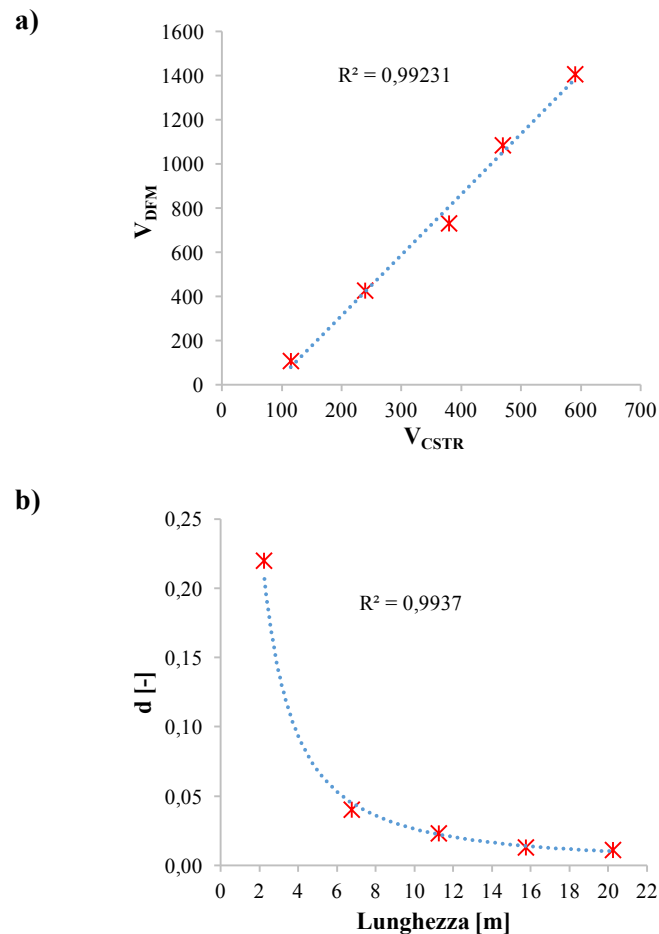 a)
1600
1400
1200
1000
800
600
400
200
0
V_DFM
R² = 0,99231
0 100 200 300 400 500 600 700
V_CSTR
b)
0,25
0,20
0,15
0,10
0,05
0,00
d [-]
R² = 0,9937
0 2 4 6 8 10 12 14 16 18 20 22
Lunghezza [m]